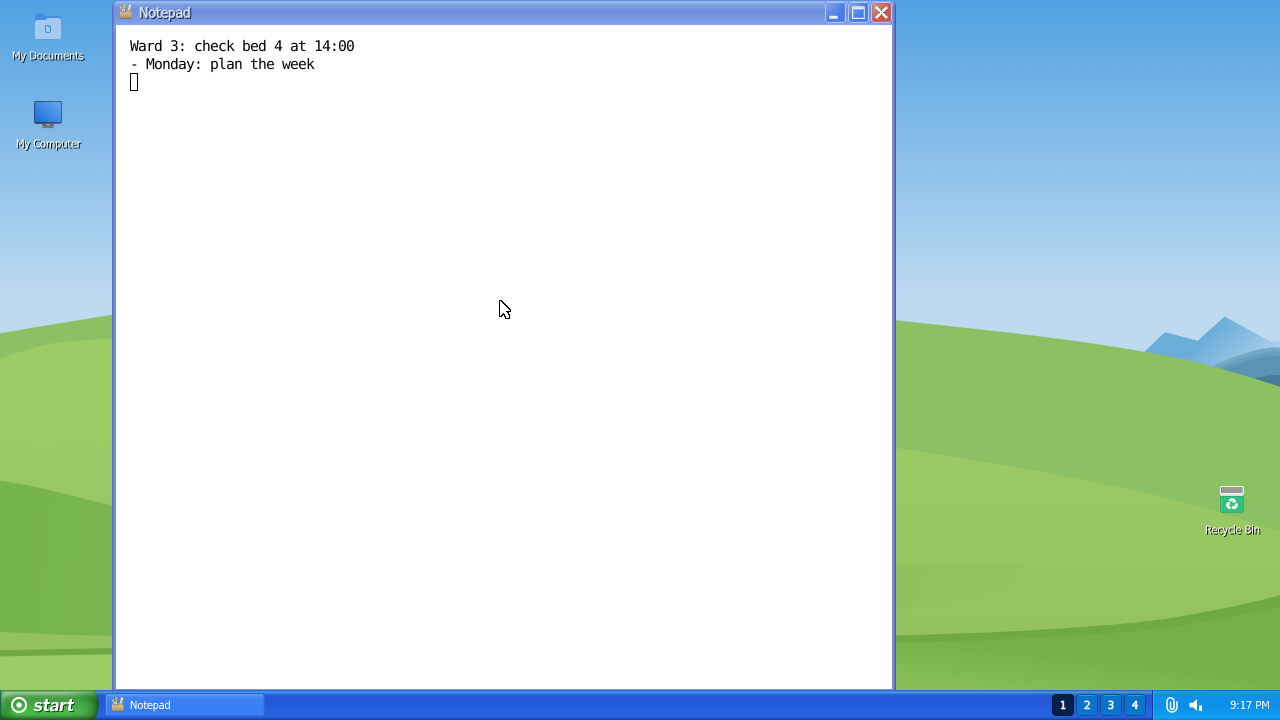 Notepad
My Documents
My Computer
Ward 3: check bed 4 at 14:00
- Monday: plan the week
Recycle Bin
start
Notepad
1 2 3 4
9:17 PM